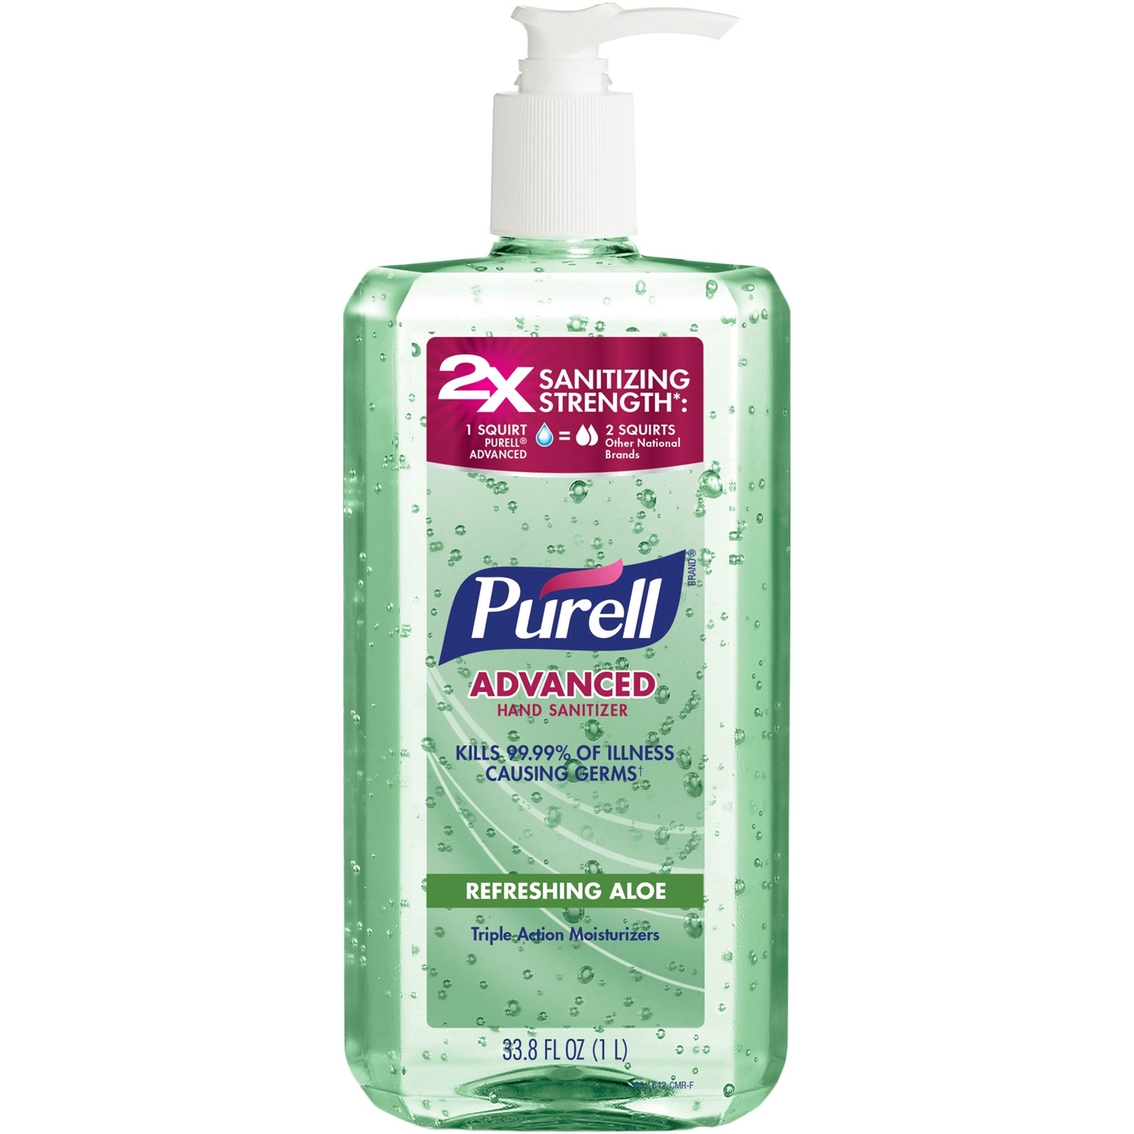 2X SANITIZING
STRENGTH*:
1 SQUIRT
PURELL®
ADVANCED
=
2 SQUIRTS
Other National
Brands
Purell
BRAND®
ADVANCED
HAND SANITIZER
KILLS 99.99% OF ILLNESS
CAUSING GERMS†
REFRESHING ALOE
Triple Action Moisturizers
33.8 FL OZ (1 L)